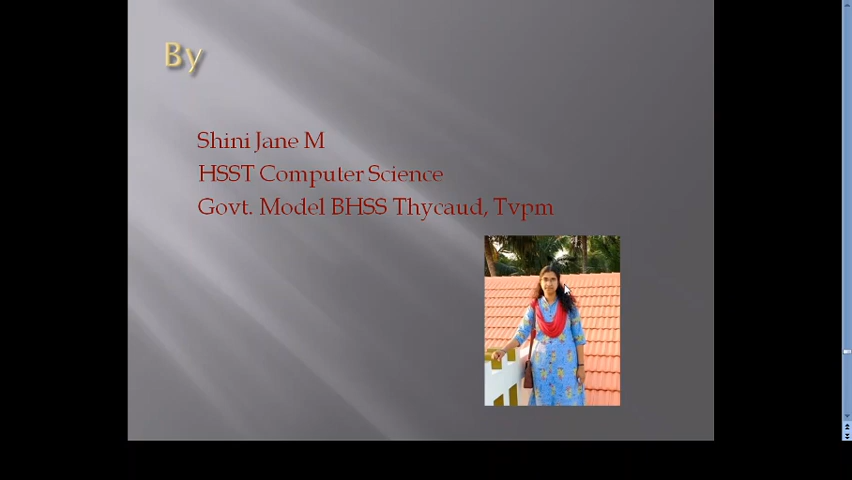 By
Shini Jane M
HSST Computer Science
Govt. Model BHSS Thycaud, Tvpm